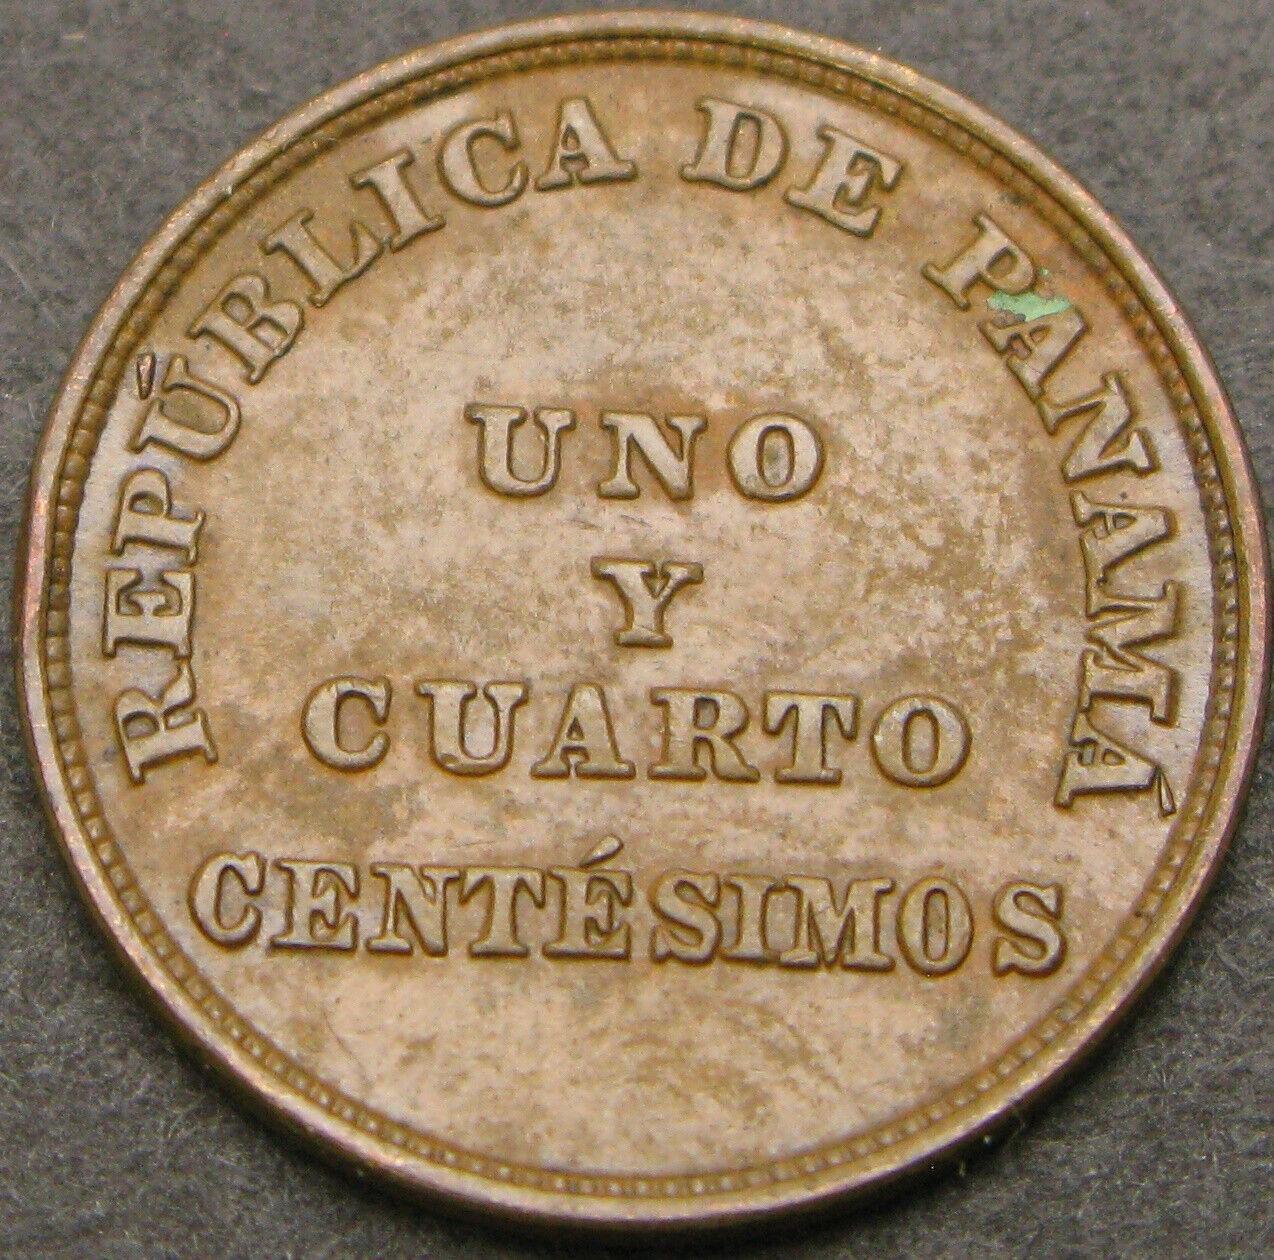 REPÚBLICA DE PANAMÁ
UNO
Y
CUARTO
CENTÉSIMOS